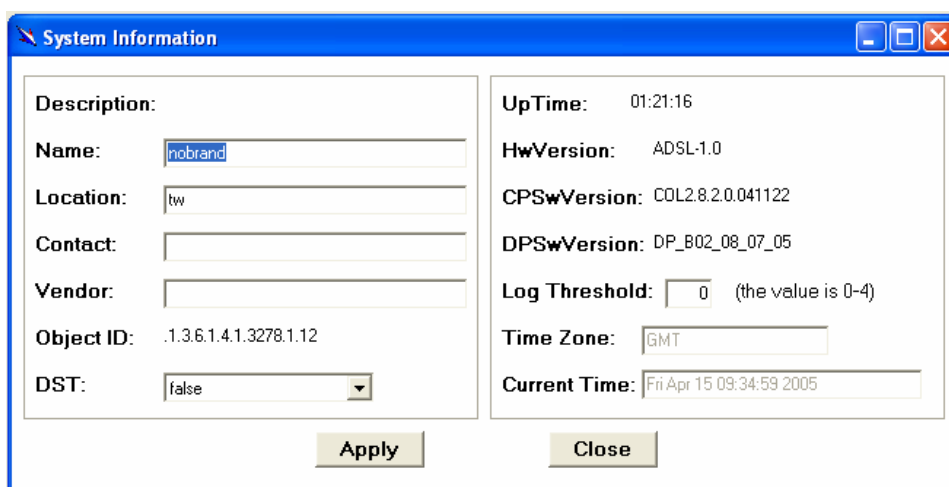 System Information
Description:
Name: nobrand
Location: tw
Contact:
Vendor:
Object ID: .1.3.6.1.4.1.3278.1.12
DST: false
UpTime: 01:21:16
HwVersion: ADSL-1.0
CPSwVersion: COL2.8.2.0.041122
DPSwVersion: DP_B02_08_07_05
Log Threshold: 0 (the value is 0-4)
Time Zone: GMT
Current Time: Fri Apr 15 09:34:59 2005
Apply Close